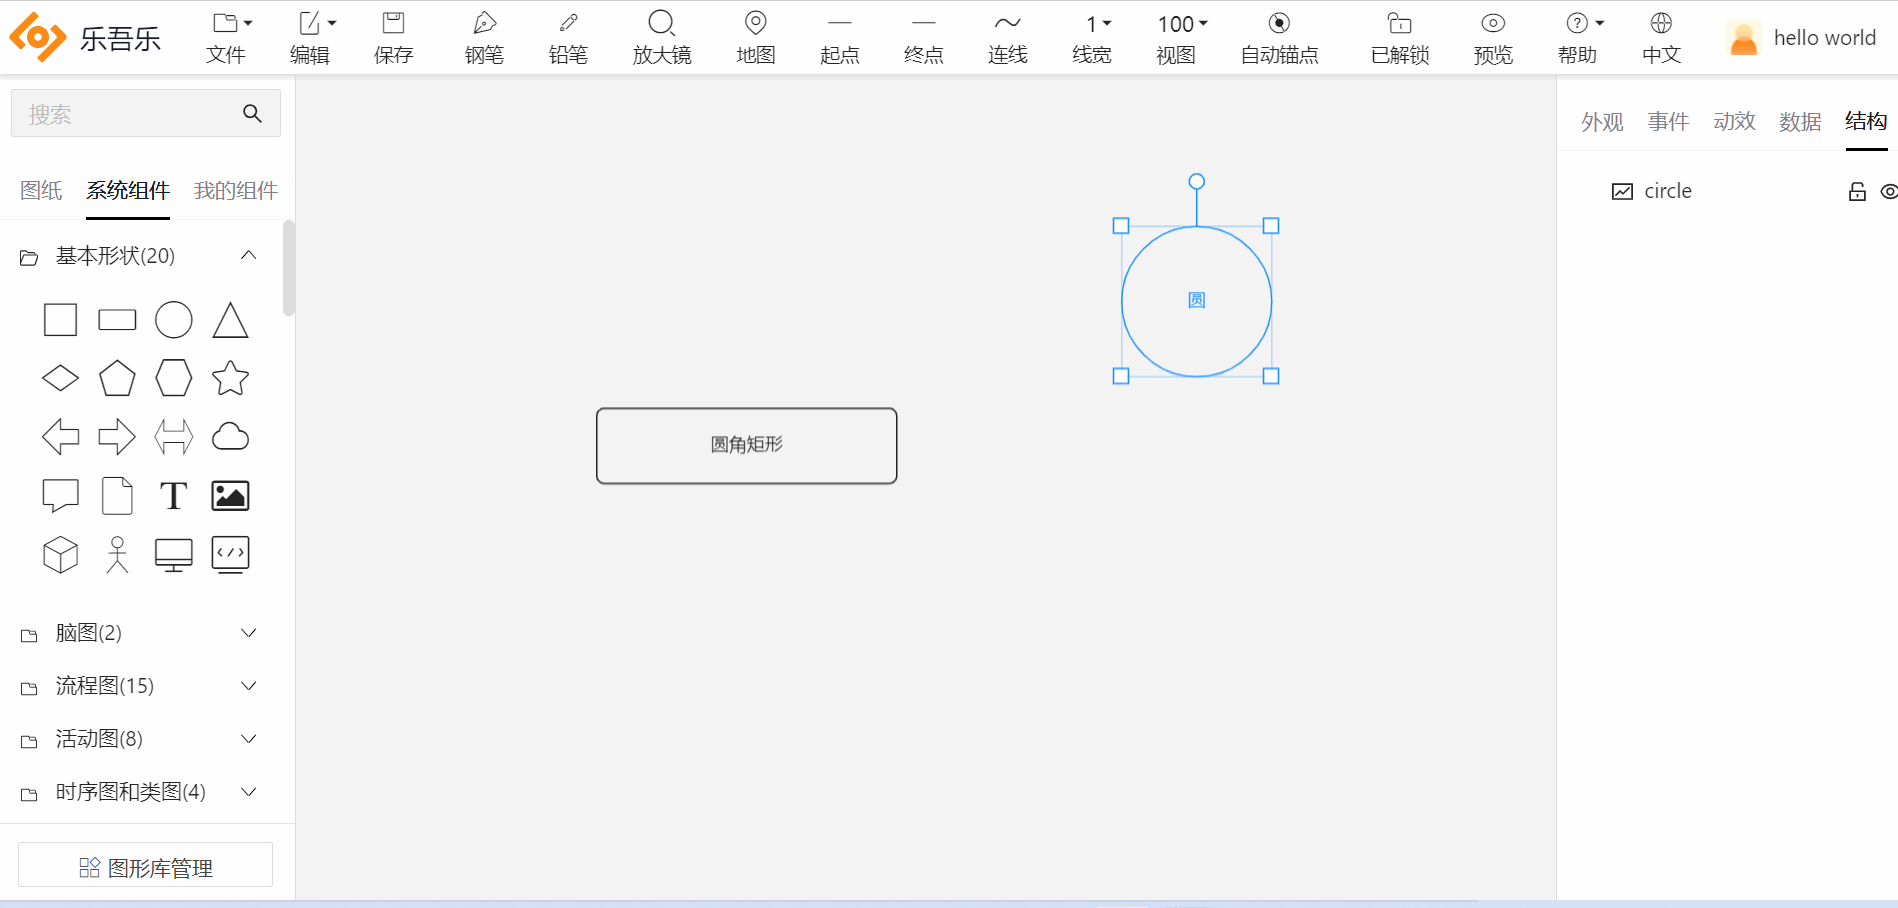 乐吾乐
文件
编辑
保存
钢笔
铅笔
放大镜
地图
起点
终点
连线
1
线宽
100
视图
自动锚点
已解锁
预览
帮助
中文
hello world
搜索
图纸 系统组件 我的组件
基本形状(20)
T
脑图(2)
流程图(15)
活动图(8)
时序图和类图(4)
图形库管理
圆
圆角矩形
外观 事件 动效 数据 结构
circle